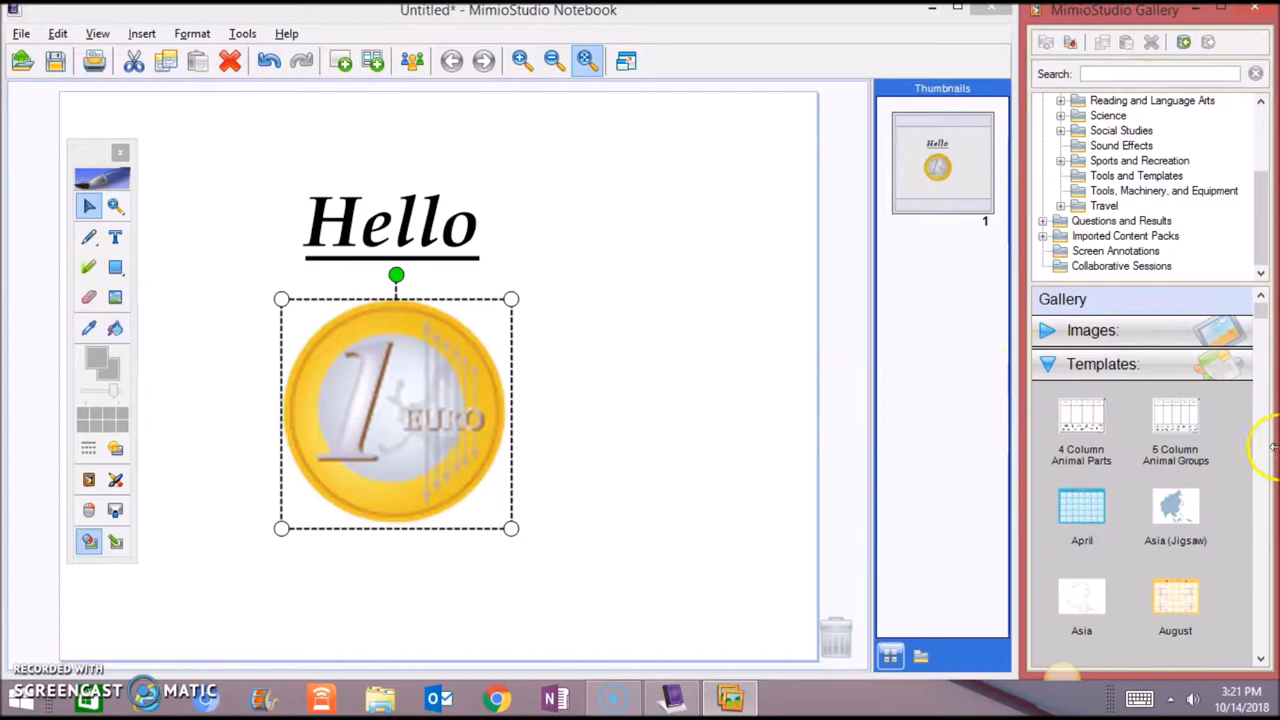 Untitled* - MimioStudio Notebook
File Edit View Insert Format Tools Help
Hello
1 EURO
Thumbnails
Hello
1
1
MimioStudio Gallery
Search:
Reading and Language Arts
Science
Social Studies
Sound Effects
Sports and Recreation
Tools and Templates
Tools, Machinery, and Equipment
Travel
Questions and Results
Imported Content Packs
Screen Annotations
Collaborative Sessions
Gallery
Images:
Templates:
4 Column
Animal Parts
5 Column
Animal Groups
April
Asia (Jigsaw)
Asia
August
RECORDED WITH
SCREENCAST MATIC
3:21 PM
10/14/2018